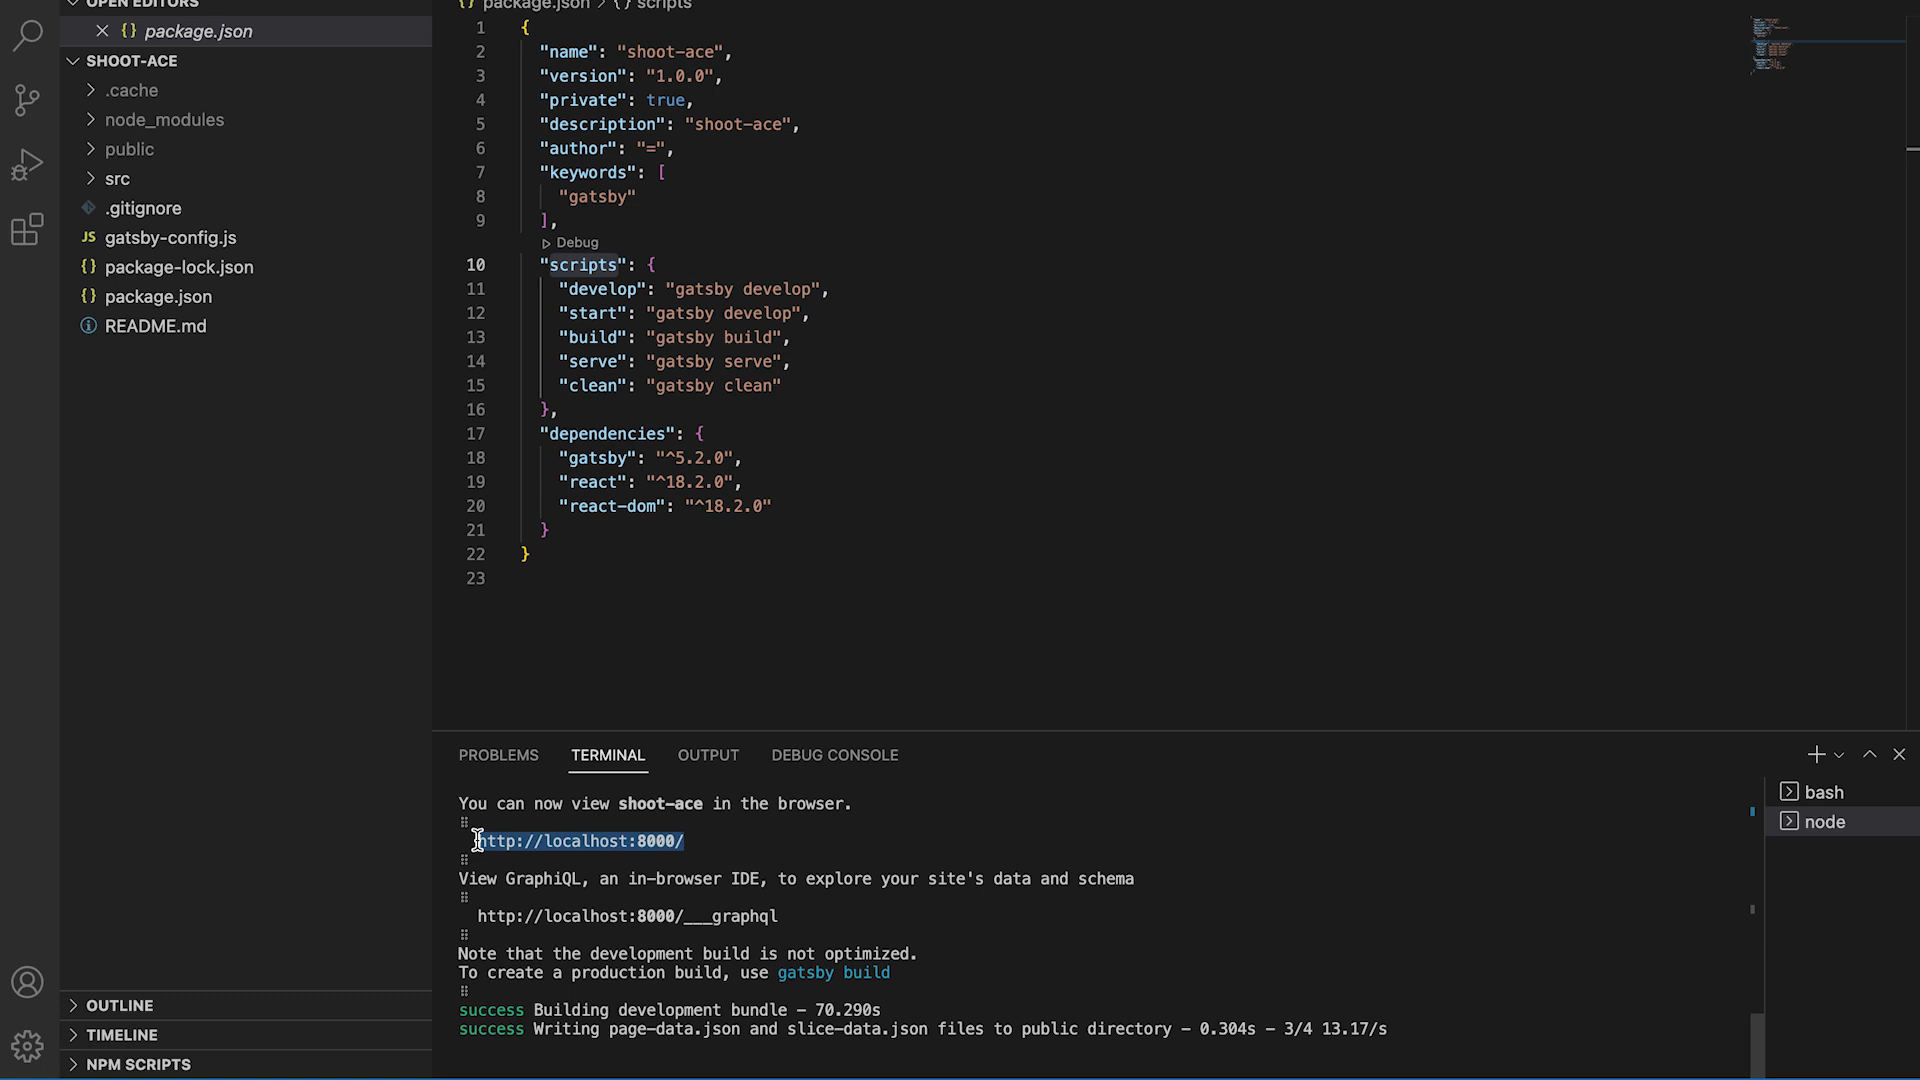 OPEN EDITORS
{} package.json
SHOOT-ACE
.cache
node_modules
public
src
.gitignore
JS gatsby-config.js
{} package-lock.json
{} package.json
README.md
OUTLINE
TIMELINE
NPM SCRIPTS
{} package.json > {} scripts
1 {
2 "name": "shoot-ace",
3 "version": "1.0.0",
4 "private": true,
5 "description": "shoot-ace",
6 "author": "=",
7 "keywords": [
8 "gatsby"
9 ],
Debug
10 "scripts": {
11 "develop": "gatsby develop",
12 "start": "gatsby develop",
13 "build": "gatsby build",
14 "serve": "gatsby serve",
15 "clean": "gatsby clean"
16 },
17 "dependencies": {
18 "gatsby": "^5.2.0",
19 "react": "^18.2.0",
20 "react-dom": "^18.2.0"
21 }
22 }
23
PROBLEMS TERMINAL OUTPUT DEBUG CONSOLE
You can now view shoot-ace in the browser.
http://localhost:8000/
View GraphiQL, an in-browser IDE, to explore your site's data and schema
http://localhost:8000/___graphql
Note that the development build is not optimized.
To create a production build, use gatsby build
success Building development bundle - 70.290s
success Writing page-data.json and slice-data.json files to public directory - 0.304s - 3/4 13.17/s
bash
node